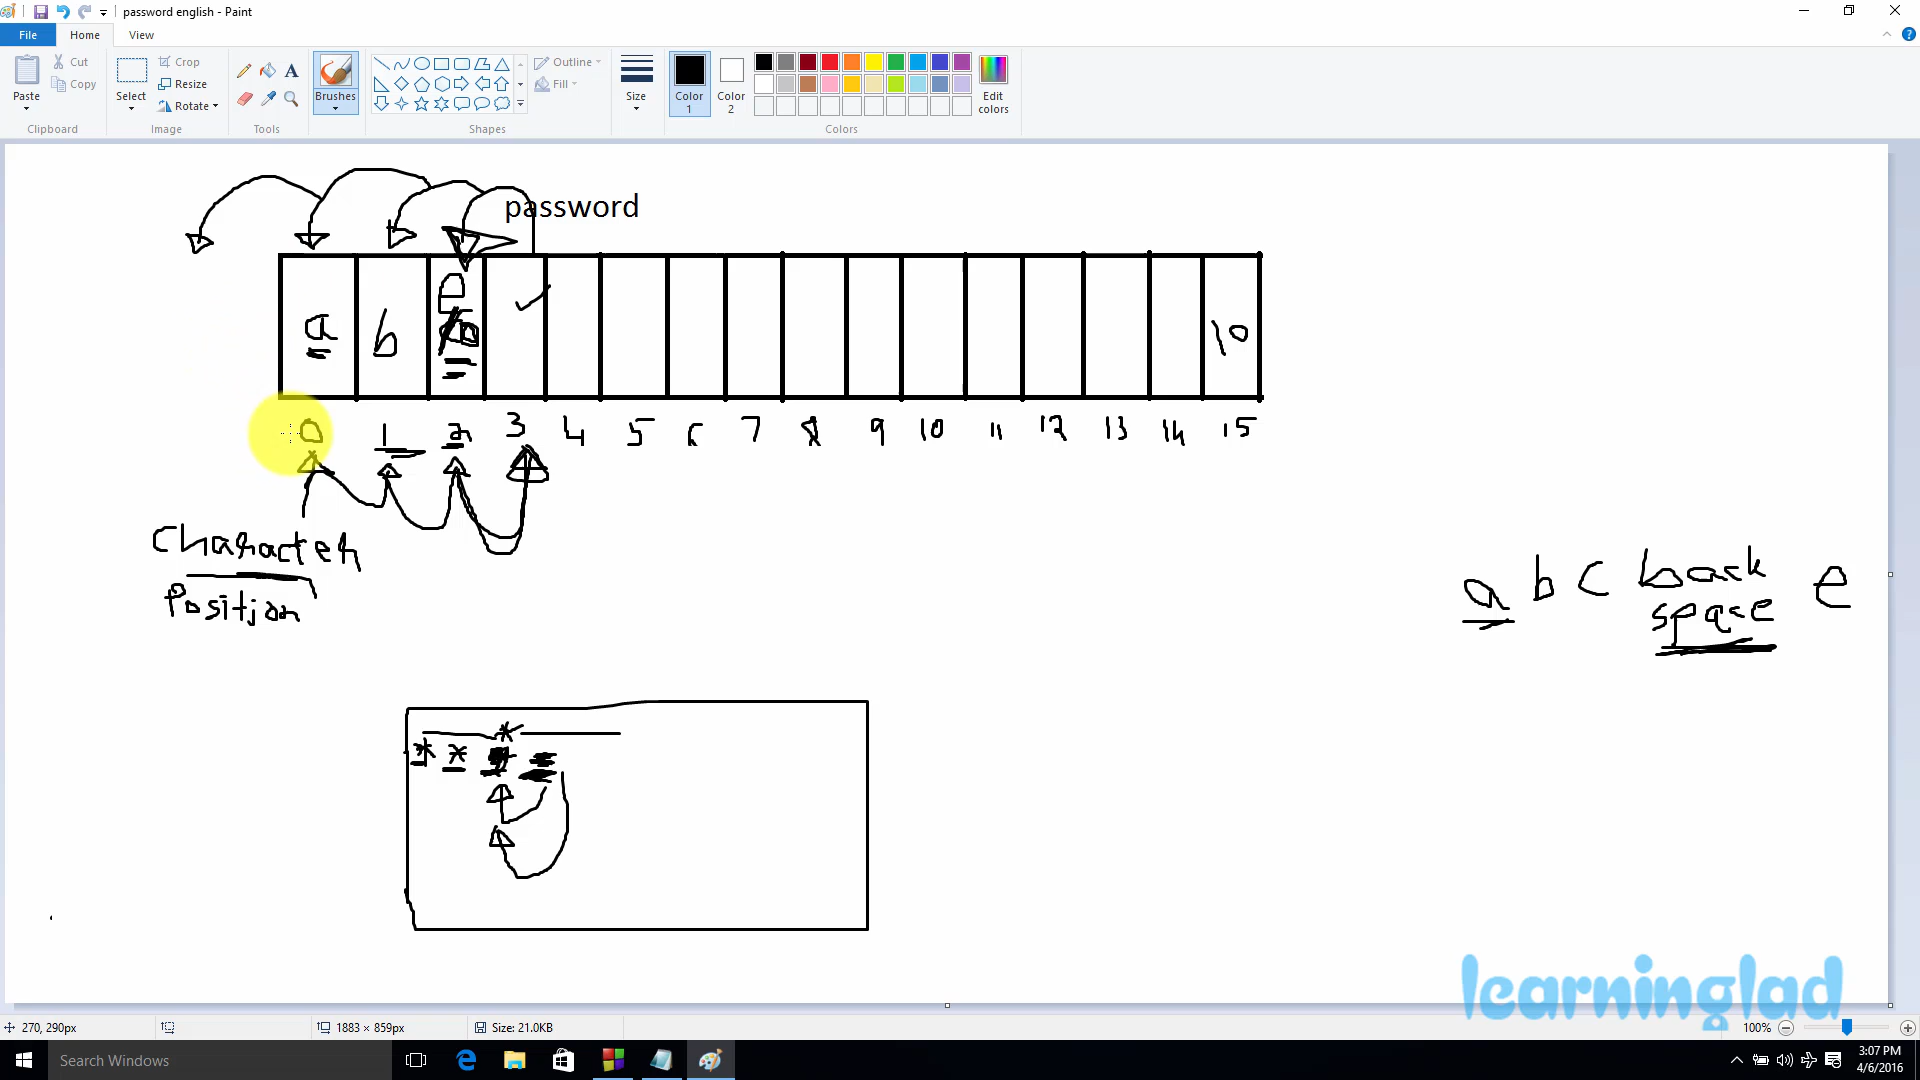 password english - Paint
File Home View
Paste Cut Copy Select Crop Resize Rotate Brushes Outline Fill Size Color 1 Color 2 Edit colors
Clipboard Image Tools Shapes Colors
password
a b e 10
0 1 2 3 4 5 6 7 8 9 10 11 12 13 14 15
Character
Position
a b c back space e
* 
* *
learninglad
270, 290px 1883 × 859px Size: 21.0KB 100%
Search Windows
3:07 PM
4/6/2016